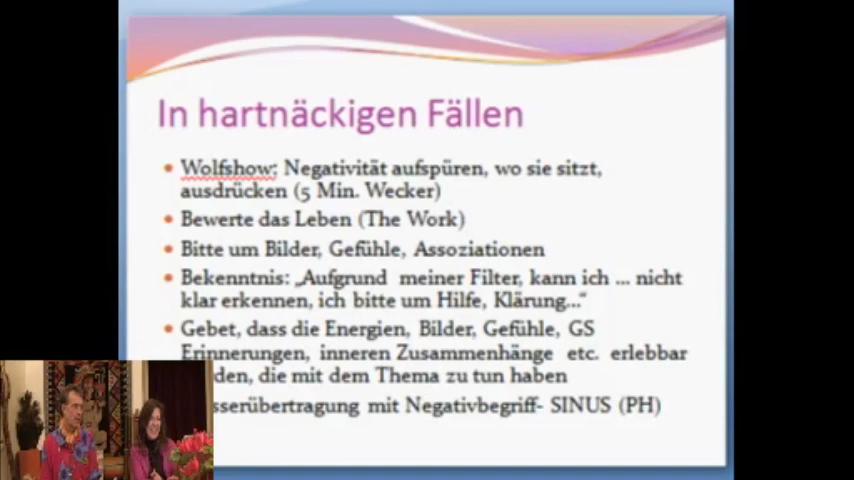 In hartnäckigen Fällen
Wolfshow: Negativität aufspüren, wo sie sitzt,
ausdrücken (5 Min. Wecker)
Bewerte das Leben (The Work)
Bitte um Bilder, Gefühle, Assoziationen
Bekenntnis: „Aufgrund meiner Filter, kann ich ... nicht
klar erkennen, ich bitte um Hilfe, Klärung...“
Gebet, dass die Energien, Bilder, Gefühle, GS
Erinnerungen, inneren Zusammenhänge etc. erlebbar
die mit dem Thema zu tun haben
mit Negativbegriff- SINUS (PH)